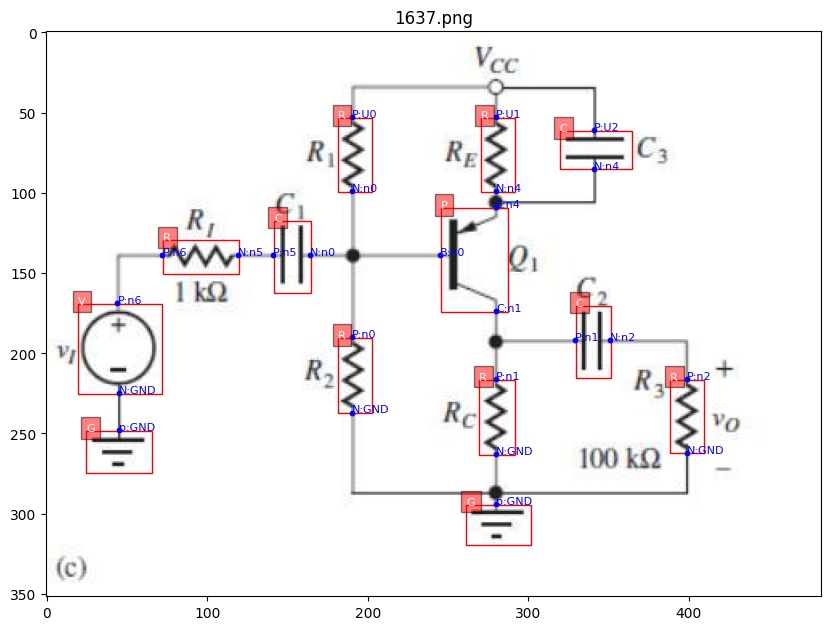 1637.png
0
50
100
150
200
250
300
350
0
100
200
300
400
V_CC
R P:U0
R P:U1
C P:U2
R_1
R_E
C_3
N:n0
N:n4
N:n4
P n4
R_I
C_1
R
C
P:n6
N:n5
P:n5
N:n0
B:n0
Q_1
1 kΩ
V P:n6
C:n1
C_2
C
P:n1
N:n2
v_I
+
−
R P:n0
R_2
N:GND
R P:n1
R_C
N:GND
R_3
R P:n2
+
v_O
−
N:GND
100 kΩ
N:GND
G p:GND
G p:GND
(c)